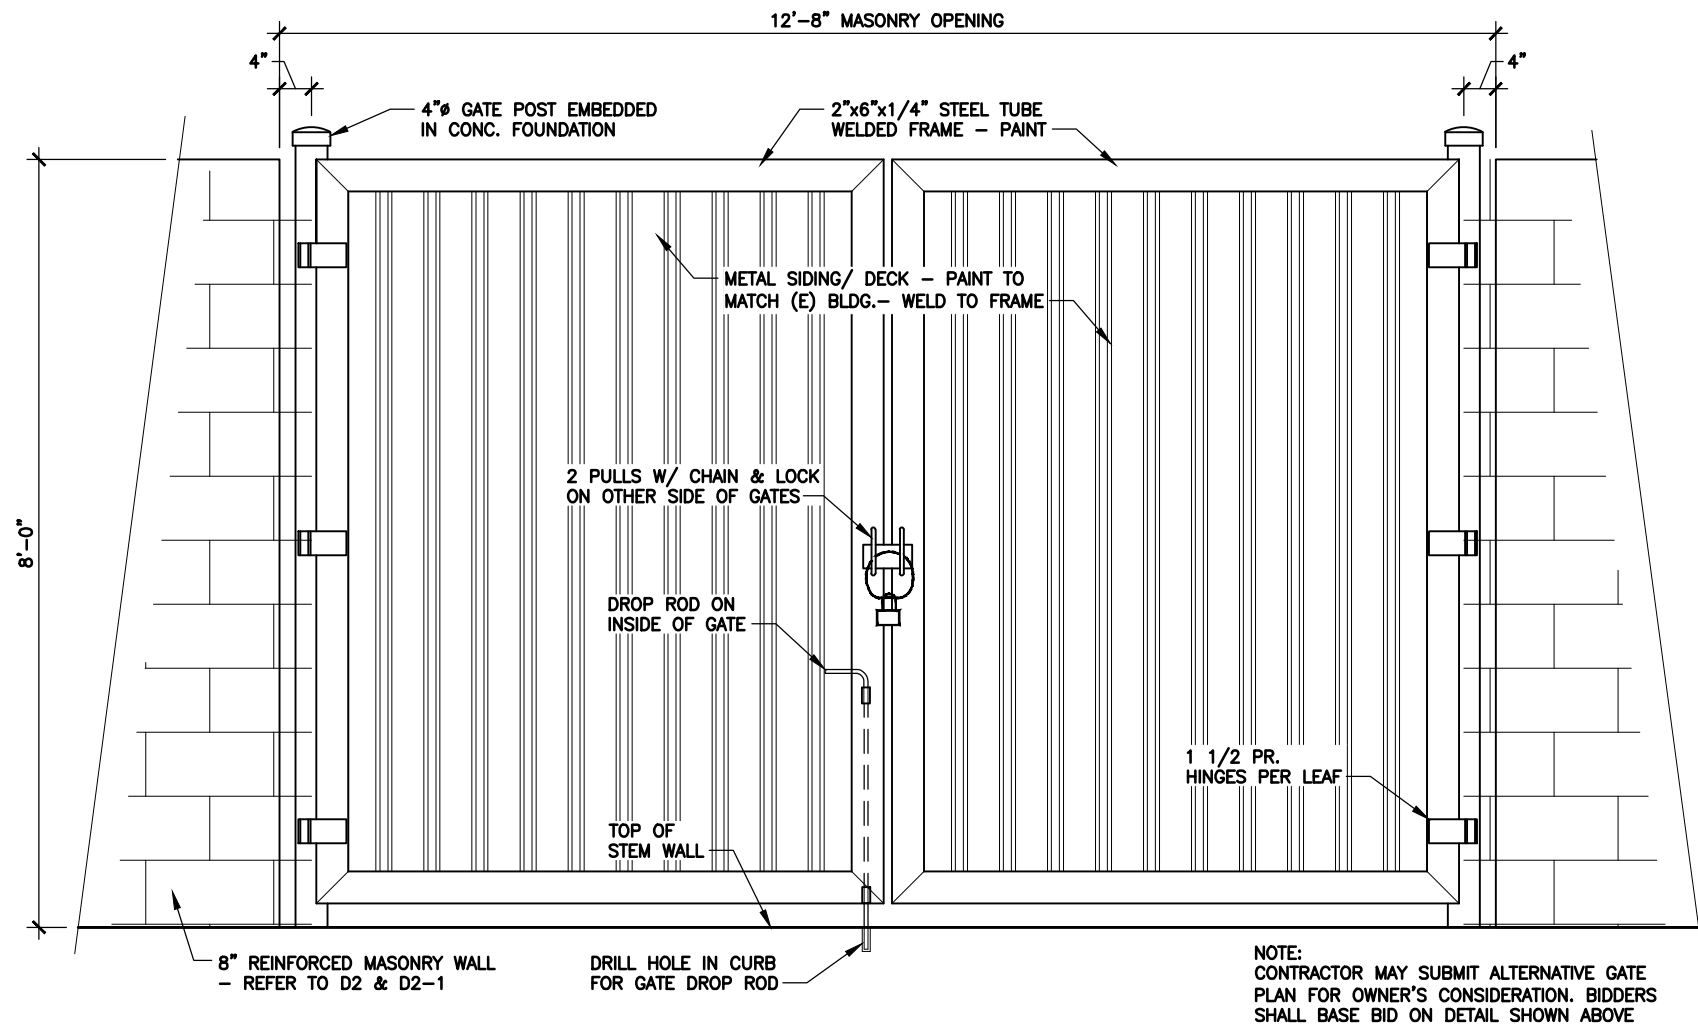 12'-8" MASONRY OPENING
4"
4"
4"ø GATE POST EMBEDDED
IN CONC. FOUNDATION
2"x6"x1/4" STEEL TUBE
WELDED FRAME - PAINT
METAL SIDING/ DECK - PAINT TO
MATCH (E) BLDG.- WELD TO FRAME
2 PULLS W/ CHAIN & LOCK
ON OTHER SIDE OF GATES
8'-0"
DROP ROD ON
INSIDE OF GATE
1 1/2 PR.
HINGES PER LEAF
TOP OF
STEM WALL
8" REINFORCED MASONRY WALL
- REFER TO D2 & D2-1
DRILL HOLE IN CURB
FOR GATE DROP ROD
NOTE:
CONTRACTOR MAY SUBMIT ALTERNATIVE GATE
PLAN FOR OWNER'S CONSIDERATION. BIDDERS
SHALL BASE BID ON DETAIL SHOWN ABOVE